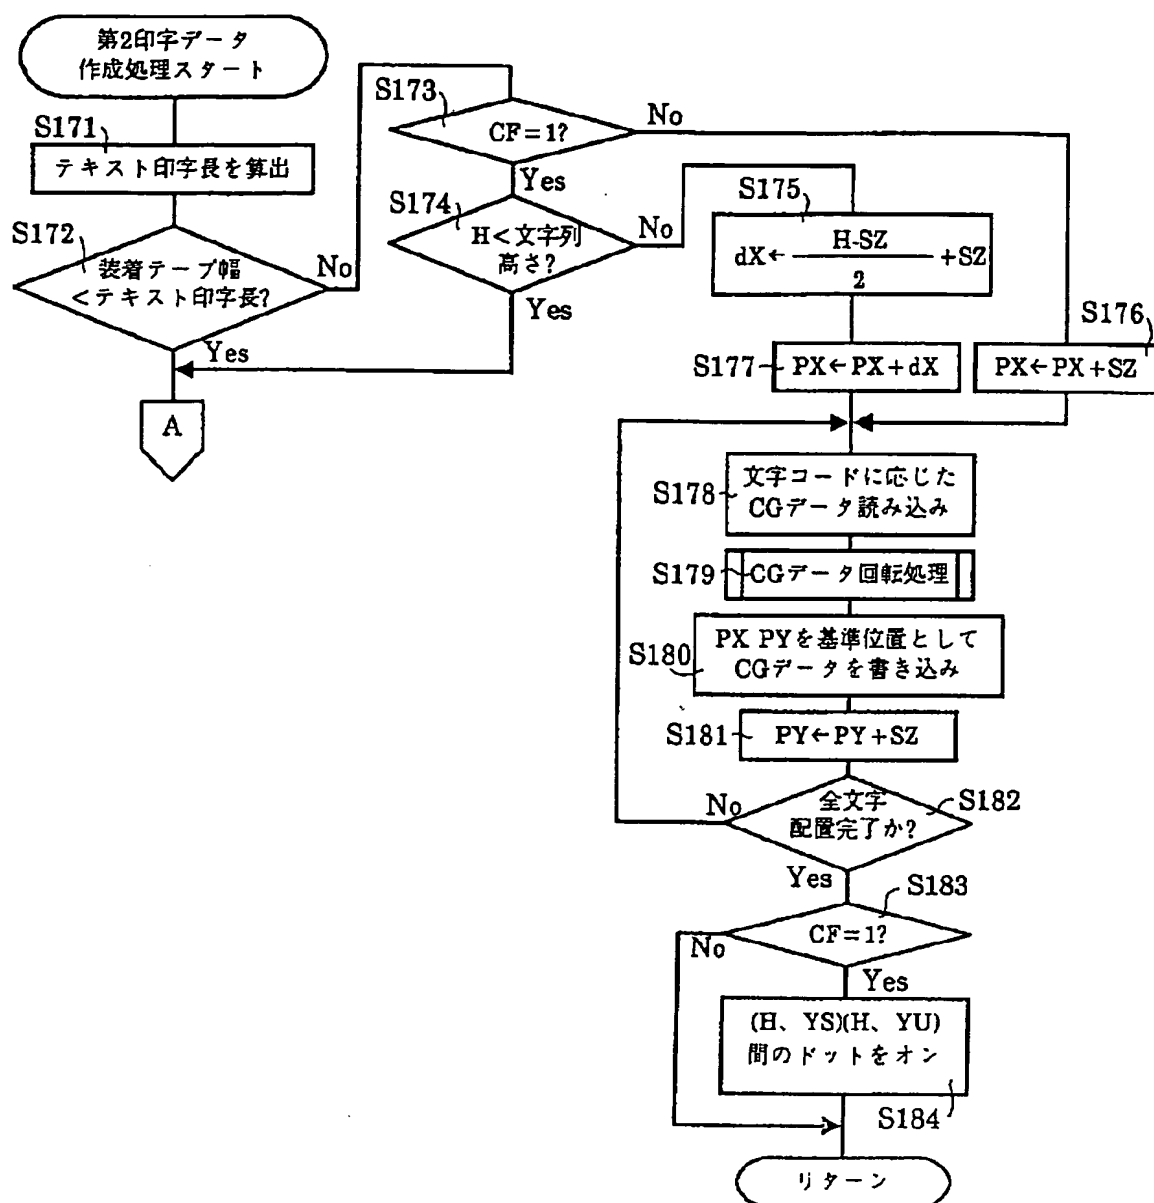 第2印字データ
作成処理スタート
S171
テキスト印字長を算出
S172
装着テープ幅
<テキスト印字長?
No
Yes
A
S173
CF=1?
No
Yes
S174
H<文字列
高さ?
No
Yes
S175
dX← H-SZ / 2 +SZ
S176
PX←PX+SZ
S177
PX←PX+dX
S178
文字コードに応じた
CGデータ読み込み
S179
CGデータ回転処理
S180
PX PYを基準位置として
CGデータを書き込み
S181
PY←PY+SZ
S182
全文字
配置完了か?
No
Yes
S183
CF=1?
No
Yes
(H、YS)(H、YU)
間のドットをオン
S184
リターン